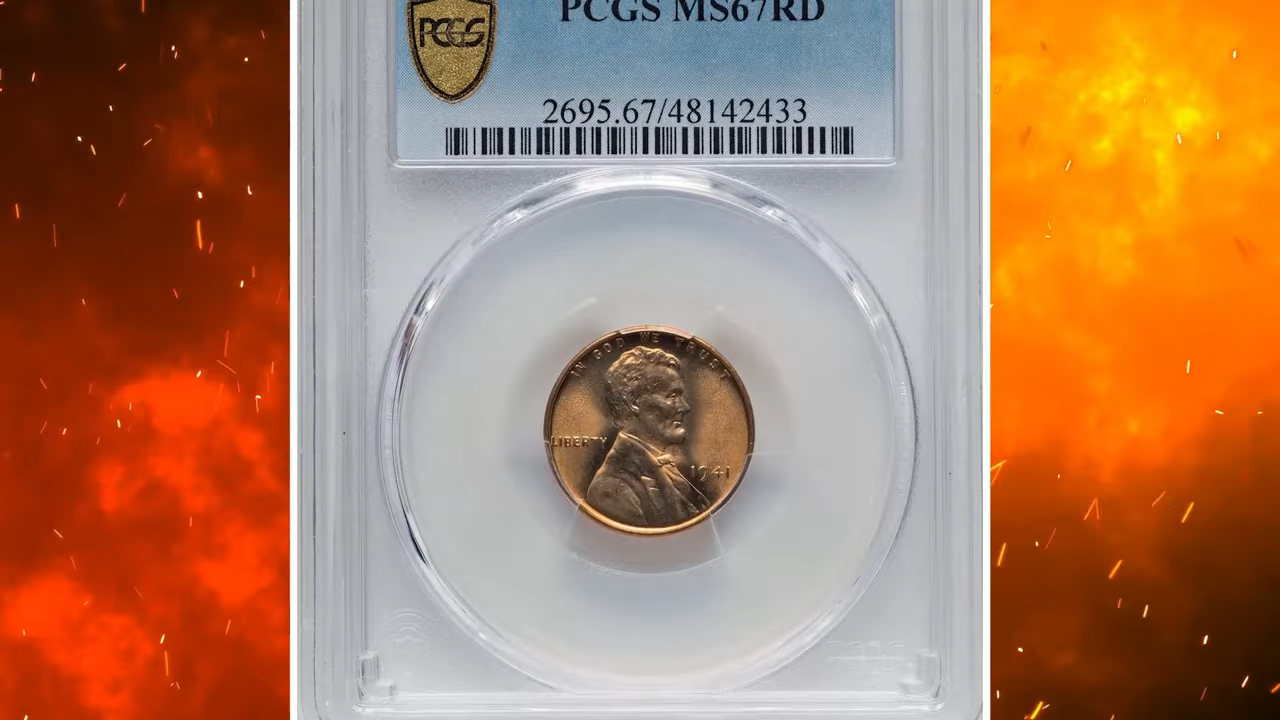 PCGS MS67RD
PCGS
2695.67/48142433
IN GOD WE TRUST
LIBERTY
1941